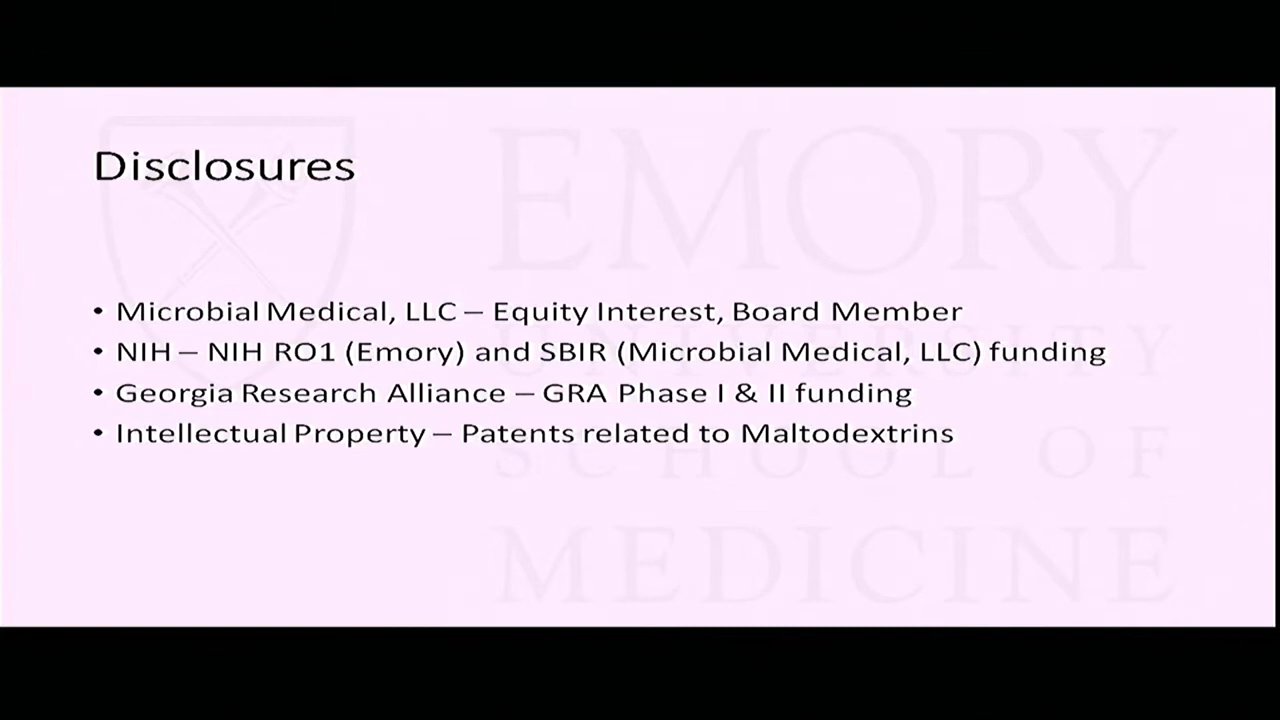 Disclosures
• Microbial Medical, LLC – Equity Interest, Board Member
• NIH – NIH RO1 (Emory) and SBIR (Microbial Medical, LLC) funding
• Georgia Research Alliance – GRA Phase I & II funding
• Intellectual Property – Patents related to Maltodextrins
EMORY
UNIVERSITY
SCHOOL OF
MEDICINE